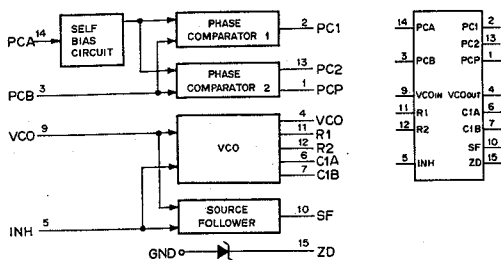 SELF BIAS CIRCUIT
PHASE COMPARATOR 1
PHASE COMPARATOR 2
PCA 14
2 PC1
13 PC2
PCB 3
1 PCP
VCO 9
VCO
4 VCO
11 R1
12 R2
6 C1A
7 C1B
INH 5
SOURCE FOLLOWER
10 SF
GND
15 ZD
14 PCA PC1 2
PC2 13
3 PCB PCP 1
9 VCOIN VCOOUT 4
11 R1 C1A 6
12 R2 C1B 7
SF 10
5 INH ZD 15